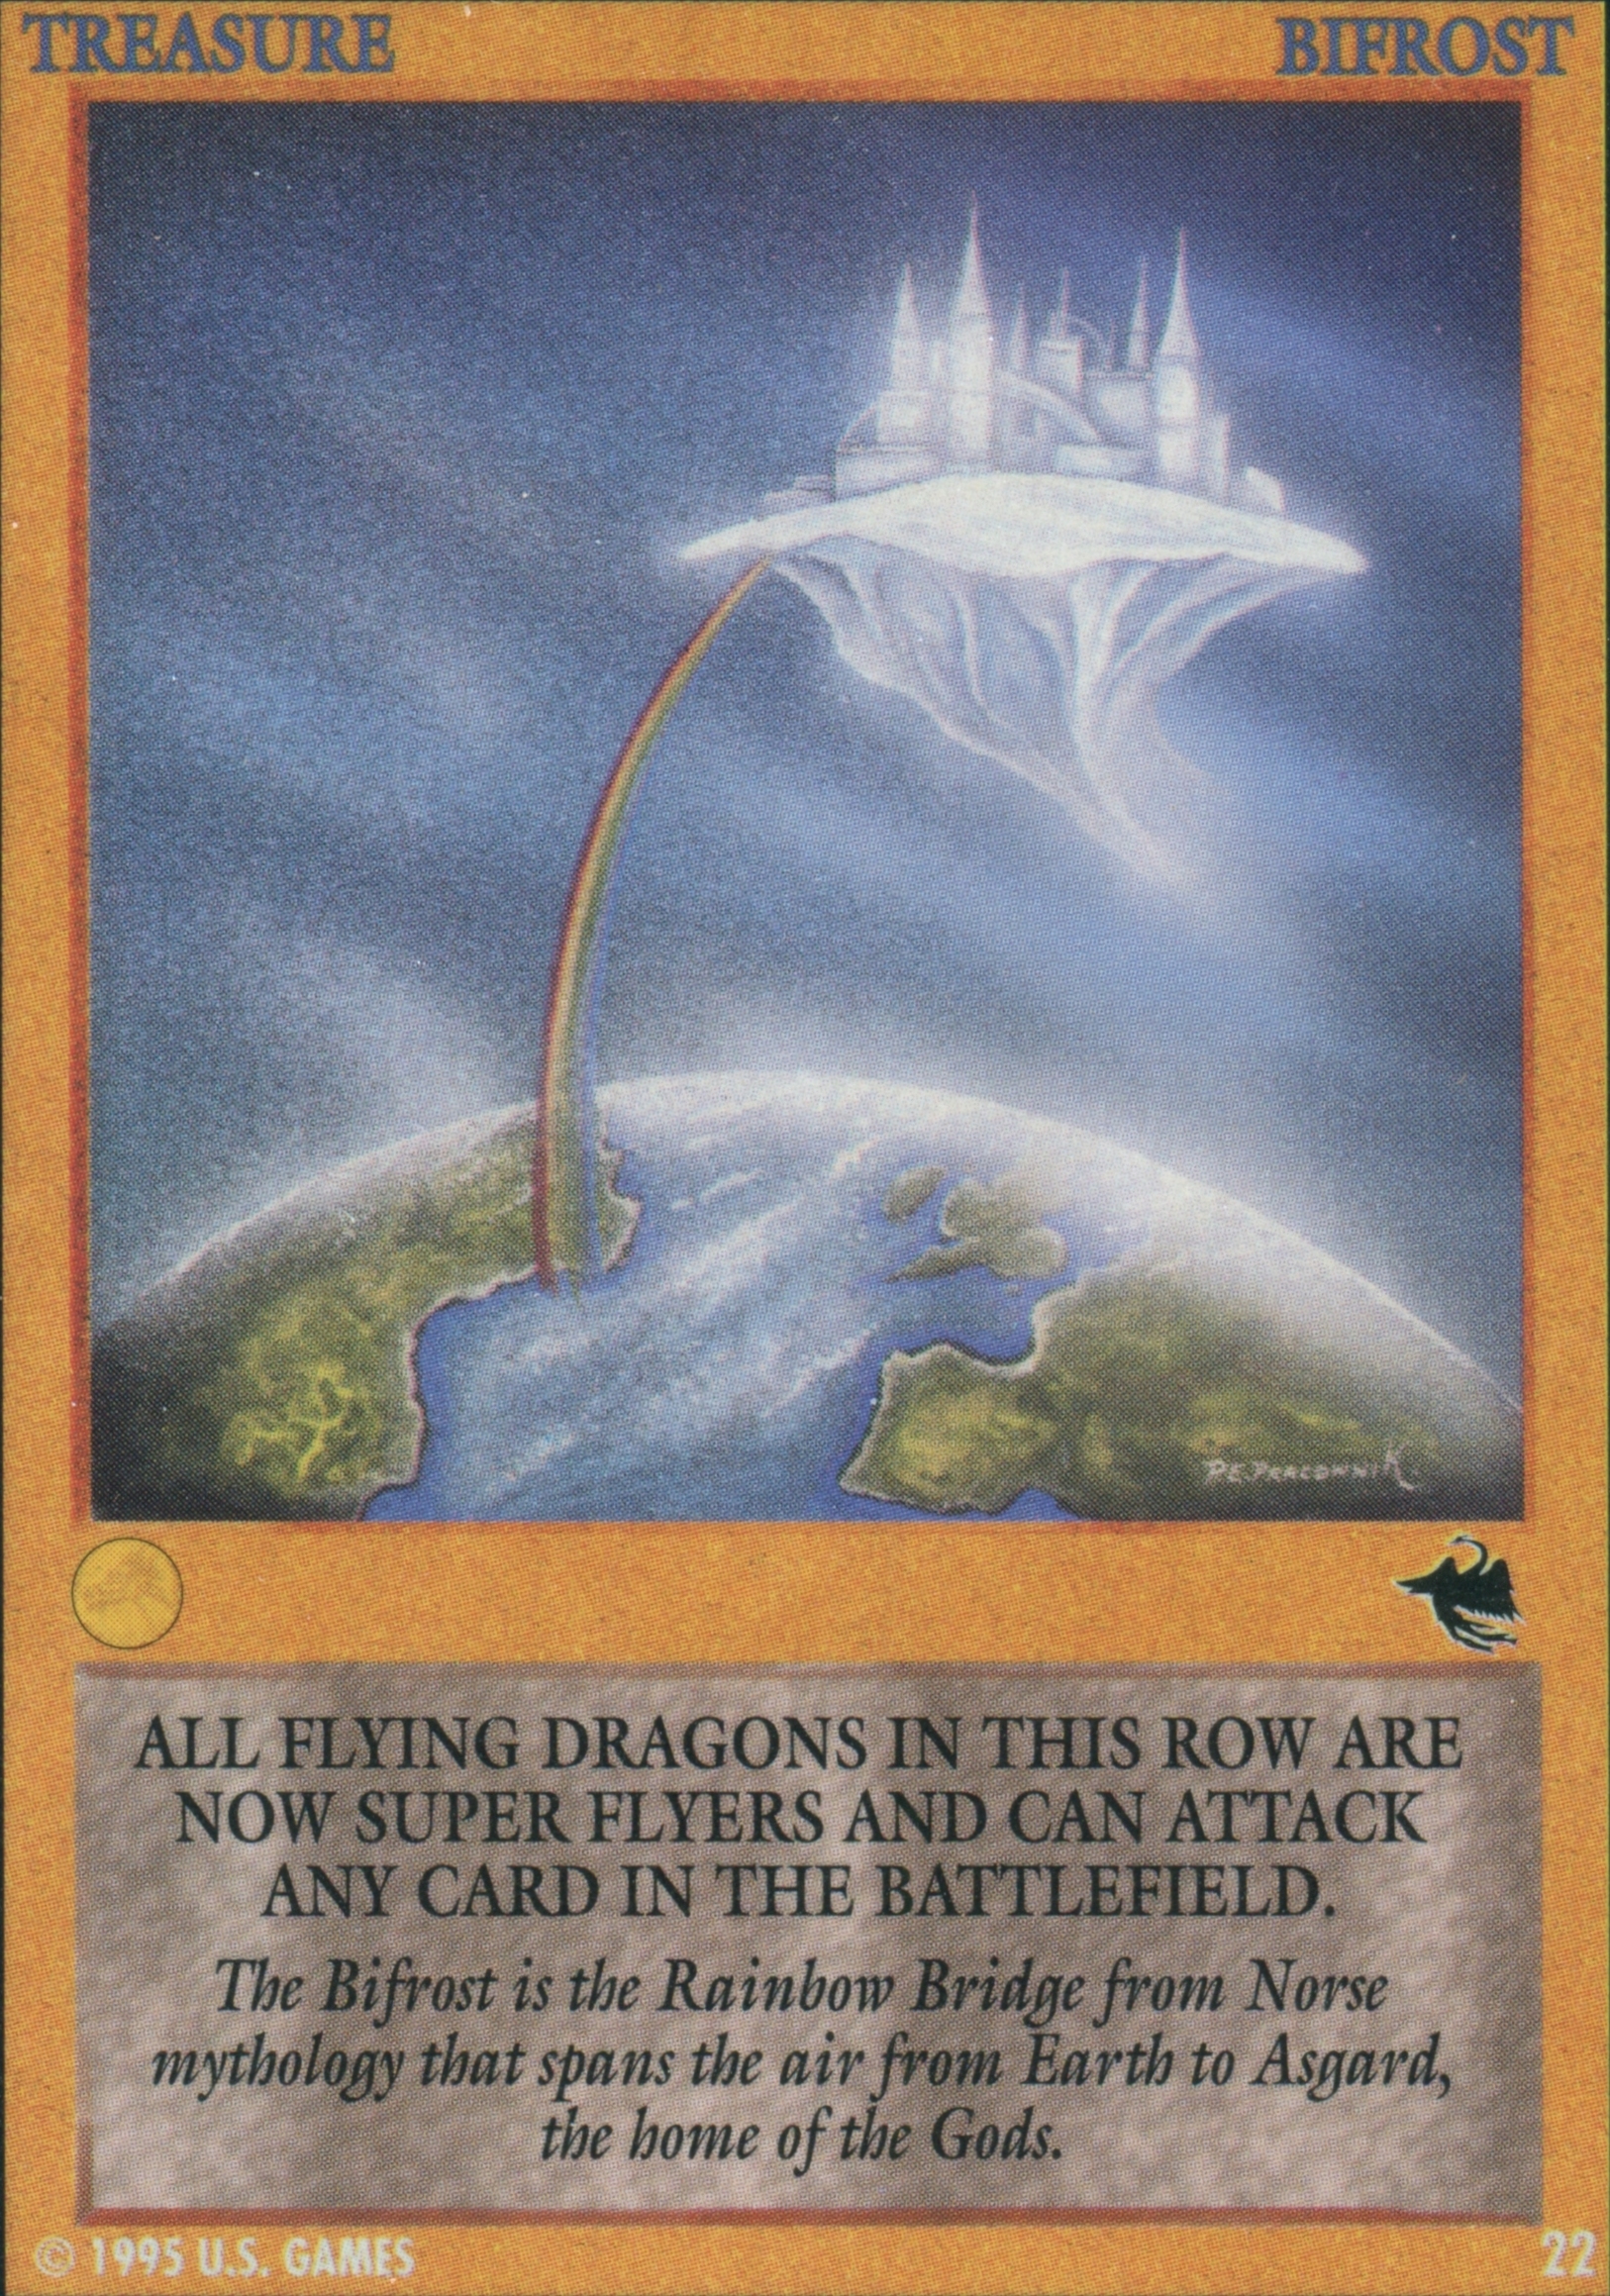 TREASURE
BIFROST
P.E.PRACOWNIK
ALL FLYING DRAGONS IN THIS ROW ARE
NOW SUPER FLYERS AND CAN ATTACK
ANY CARD IN THE BATTLEFIELD.
The Bifrost is the Rainbow Bridge from Norse
mythology that spans the air from Earth to Asgard,
the home of the Gods.
© 1995 U.S. GAMES
22